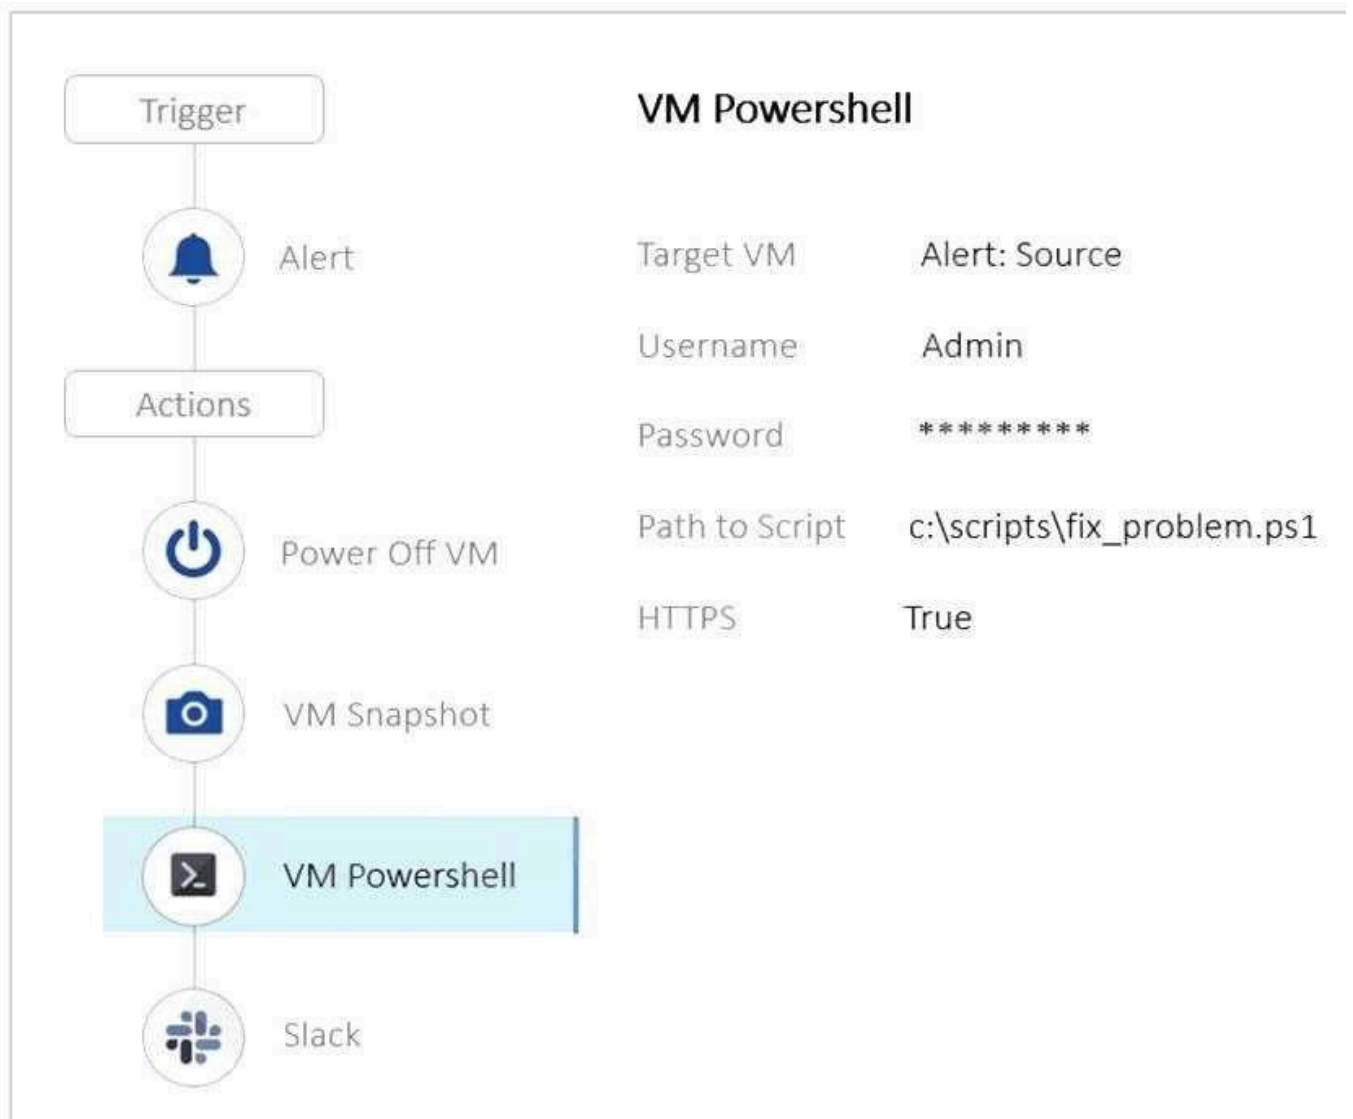 Trigger
Alert
Actions
Power Off VM
VM Snapshot
VM Powershell
Slack
VM Powershell
Target VM Alert: Source
Username Admin
Password *********
Path to Script c:\scripts\fix_problem.ps1
HTTPS True